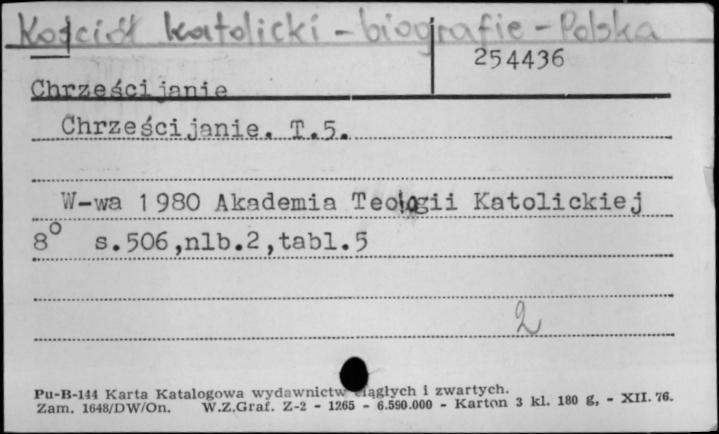 Kościół katolicki - biografie - Polska
254436
Chrześcijanie
Chrześcijanie. T.5.
W-wa 1980 Akademia Teologii Katolickiej
8° s.506,nlb.2,tabl.5
2
Pu-B-144 Karta Katalogowa wydawnictw ciągłych i zwartych.
Zam. 1648/DW/On. W.Z.Graf. Z-2 - 1265 - 6.590.000 - Karton 3 kl. 180 g, - XII. 76.